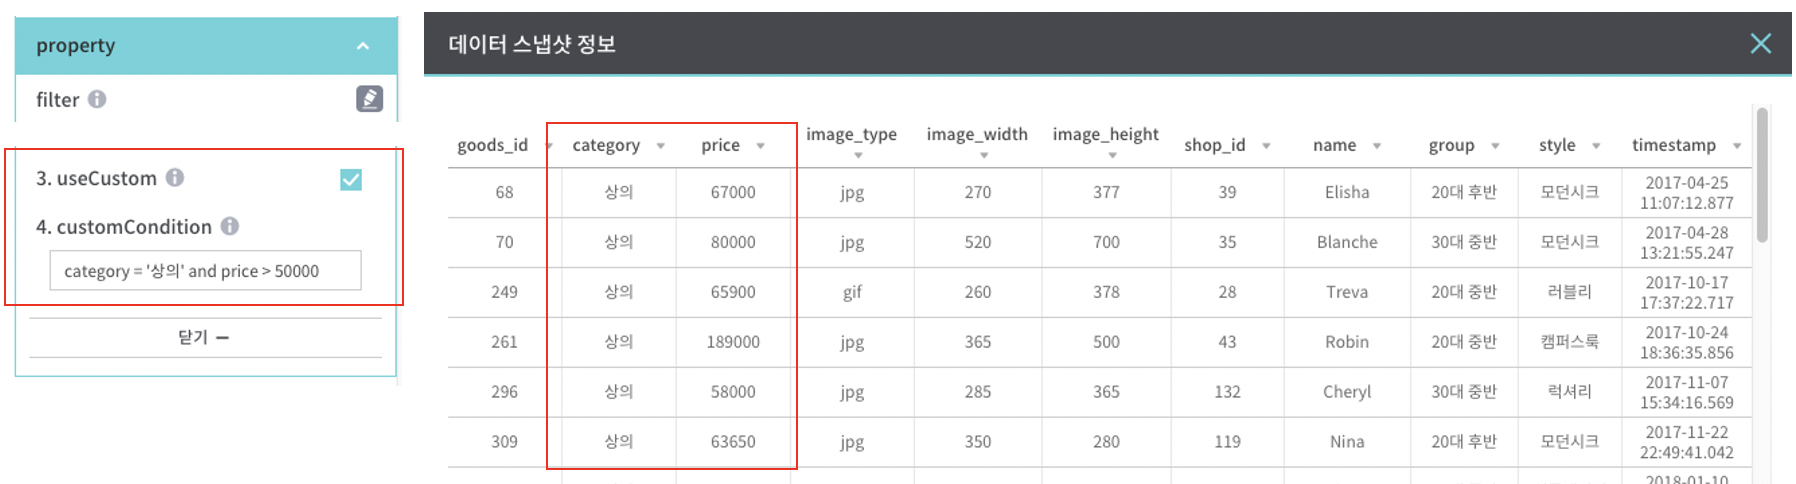 property
filter
3. useCustom
4. customCondition
category = '상의' and price > 50000
닫기
데이터 스냅샷 정보
goods_id category price image_type image_width image_height shop_id name group style timestamp
68 상의 67000 jpg 270 377 39 Elisha 20대 후반 모던시크 2017-04-25 11:07:12.877
70 상의 80000 jpg 520 700 35 Blanche 30대 중반 모던시크 2017-04-28 13:21:55.247
249 상의 65900 gif 260 378 28 Treva 20대 중반 러블리 2017-10-17 17:37:22.717
261 상의 189000 jpg 365 500 43 Robin 20대 중반 캠퍼스룩 2017-10-24 18:36:35.856
296 상의 58000 jpg 285 365 132 Cheryl 30대 중반 럭셔리 2017-11-07 15:34:16.569
309 상의 63650 jpg 350 280 119 Nina 20대 후반 모던시크 2017-11-22 22:49:41.042
2018-01-10